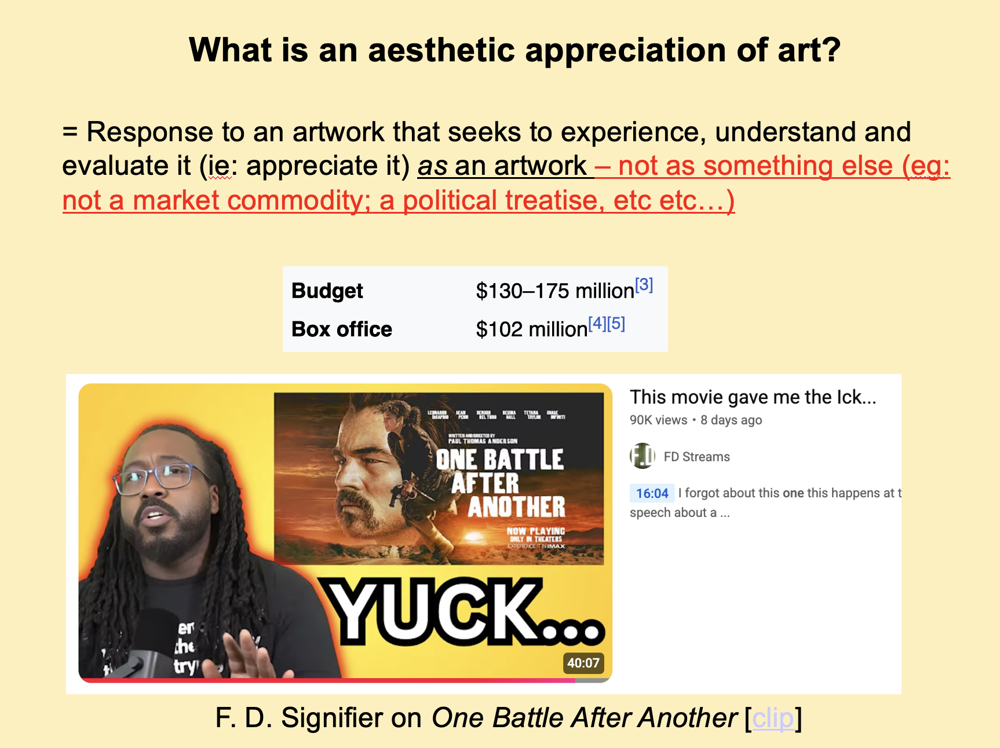 What is an aesthetic appreciation of art?
= Response to an artwork that seeks to experience, understand and
evaluate it (ie: appreciate it) as an artwork – not as something else (eg:
not a market commodity; a political treatise, etc etc…)
Budget $130–175 million[3]
Box office $102 million[4][5]
LEONARDO DICAPRIO SEAN PENN BENICIO DEL TORO REGINA HALL TEYANA TAYLOR CHASE INFINITI
WRITTEN AND DIRECTED BY
PAUL THOMAS ANDERSON
ONE BATTLE
AFTER
ANOTHER
NOW PLAYING
ONLY IN THEATERS
EXPERIENCE IT IN IMAX
YUCK...
er
the
try
40:07
This movie gave me the Ick...
90K views • 8 days ago
F.D
FD Streams
16:04 I forgot about this one this happens at t
speech about a ...
F. D. Signifier on One Battle After Another [clip]